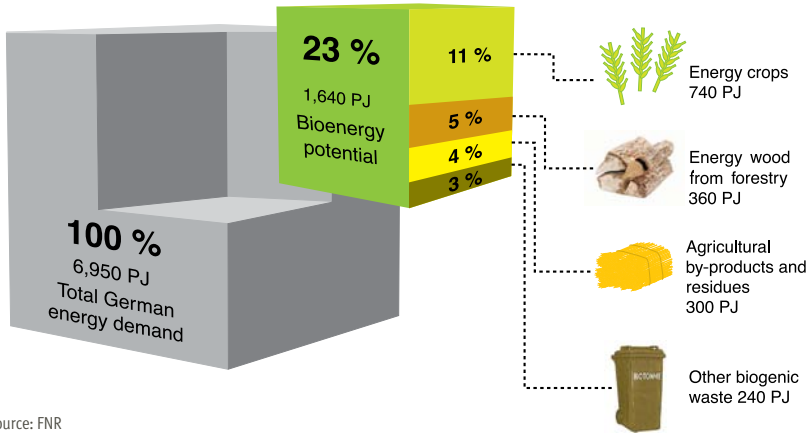 23 %
1,640 PJ
Bioenergy
potential
11 %
5 %
4 %
3 %
100 %
6,950 PJ
Total German
energy demand
Energy crops
740 PJ
Energy wood
from forestry
360 PJ
Agricultural
by-products and
residues
300 PJ
BIOTONNE
Other biogenic
waste 240 PJ
ource: FNR